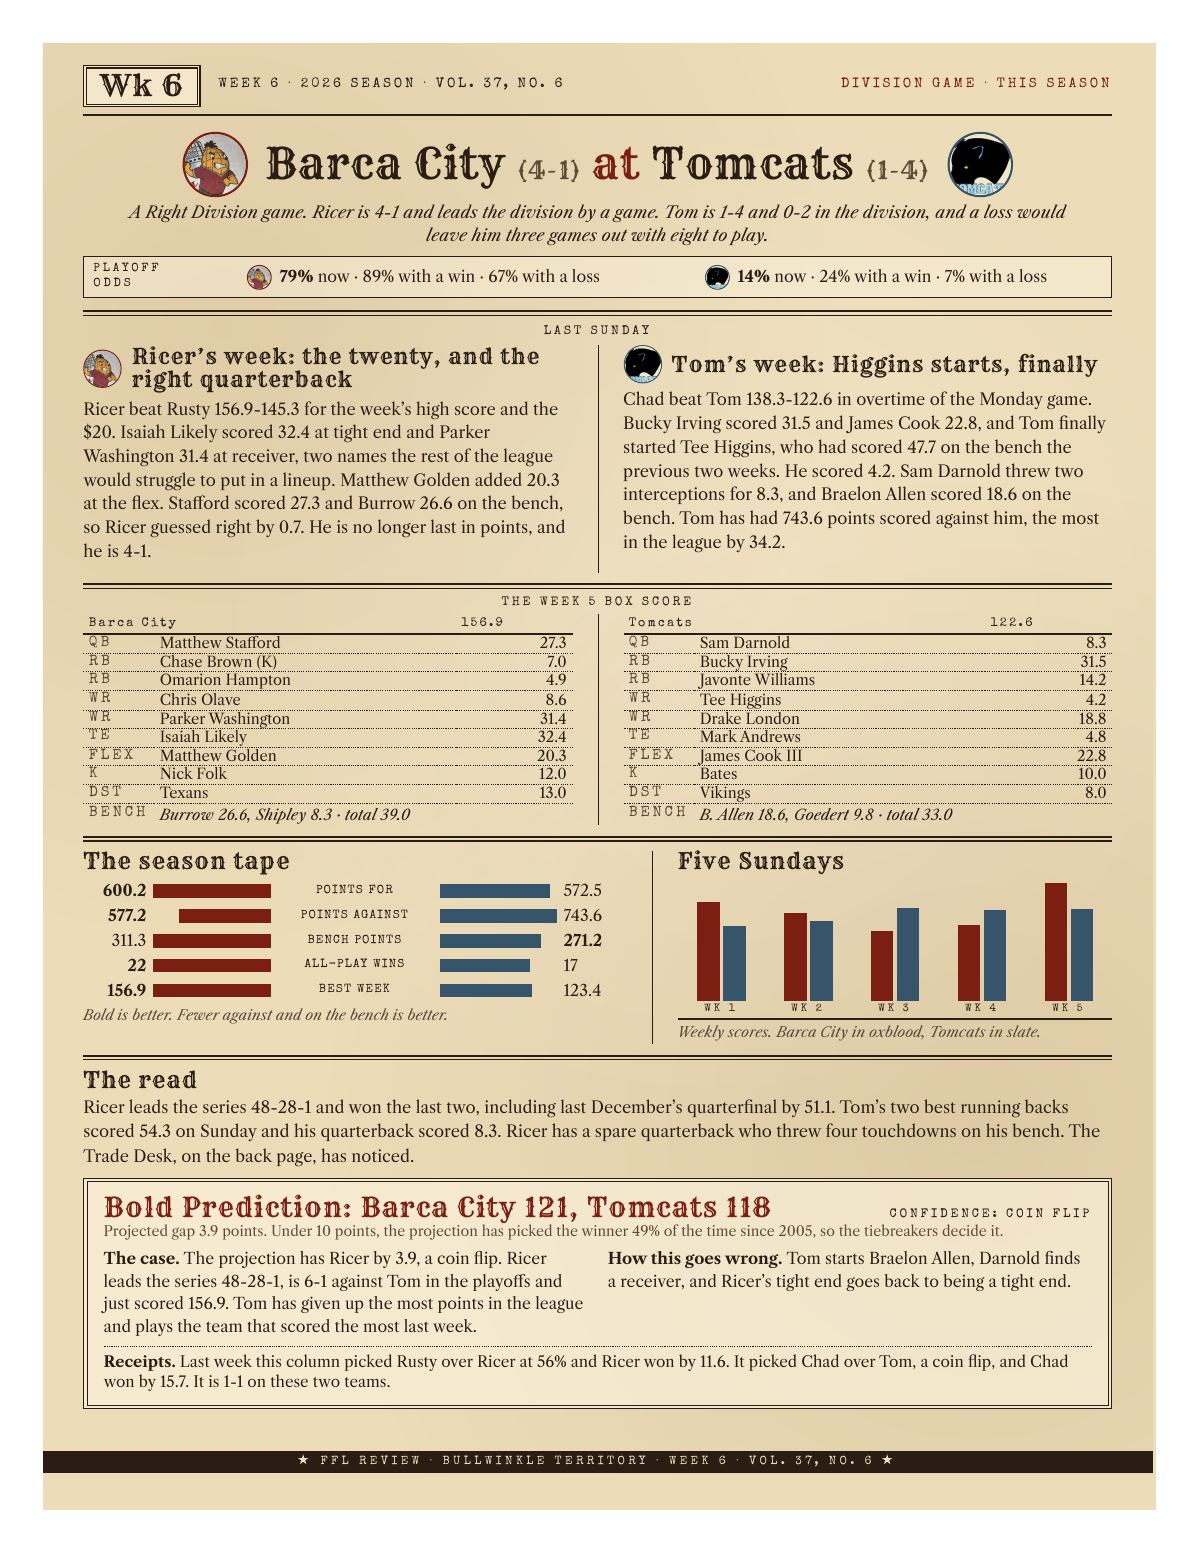 Wk 6
WEEK 6 · 2026 SEASON · VOL. 37, NO. 6
DIVISION GAME · THIS SEASON
Barca City (4-1) at Tomcats (1-4)
A Right Division game. Ricer is 4-1 and leads the division by a game. Tom is 1-4 and 0-2 in the division, and a loss would
leave him three games out with eight to play.
PLAYOFF
ODDS
79% now · 89% with a win · 67% with a loss
14% now · 24% with a win · 7% with a loss
LAST SUNDAY
Ricer's week: the twenty, and the
right quarterback
Ricer beat Rusty 156.9-145.3 for the week's high score and the
$20. Isaiah Likely scored 32.4 at tight end and Parker
Washington 31.4 at receiver, two names the rest of the league
would struggle to put in a lineup. Matthew Golden added 20.3
at the flex. Stafford scored 27.3 and Burrow 26.6 on the bench,
so Ricer guessed right by 0.7. He is no longer last in points, and
he is 4-1.
Tom's week: Higgins starts, finally
Chad beat Tom 138.3-122.6 in overtime of the Monday game.
Bucky Irving scored 31.5 and James Cook 22.8, and Tom finally
started Tee Higgins, who had scored 47.7 on the bench the
previous two weeks. He scored 4.2. Sam Darnold threw two
interceptions for 8.3, and Braelon Allen scored 18.6 on the
bench. Tom has had 743.6 points scored against him, the most
in the league by 34.2.
THE WEEK 5 BOX SCORE
Barca City 156.9
QB Matthew Stafford 27.3
RB Chase Brown (K) 7.0
RB Omarion Hampton 4.9
WR Chris Olave 8.6
WR Parker Washington 31.4
TE Isaiah Likely 32.4
FLEX Matthew Golden 20.3
K Nick Folk 12.0
DST Texans 13.0
BENCH Burrow 26.6, Shipley 8.3 · total 39.0
Tomcats 122.6
QB Sam Darnold 8.3
RB Bucky Irving 31.5
RB Javonte Williams 14.2
WR Tee Higgins 4.2
WR Drake London 18.8
TE Mark Andrews 4.8
FLEX James Cook III 22.8
K Bates 10.0
DST Vikings 8.0
BENCH B. Allen 18.6, Goedert 9.8 · total 33.0
The season tape
600.2 POINTS FOR 572.5
577.2 POINTS AGAINST 743.6
311.3 BENCH POINTS 271.2
22 ALL-PLAY WINS 17
156.9 BEST WEEK 123.4
Bold is better. Fewer against and on the bench is better.
Five Sundays
WK 1 WK 2 WK 3 WK 4 WK 5
Weekly scores. Barca City in oxblood, Tomcats in slate.
The read
Ricer leads the series 48-28-1 and won the last two, including last December's quarterfinal by 51.1. Tom's two best running backs
scored 54.3 on Sunday and his quarterback scored 8.3. Ricer has a spare quarterback who threw four touchdowns on his bench. The
Trade Desk, on the back page, has noticed.
Bold Prediction: Barca City 121, Tomcats 118
CONFIDENCE: COIN FLIP
Projected gap 3.9 points. Under 10 points, the projection has picked the winner 49% of the time since 2005, so the tiebreakers decide it.
The case. The projection has Ricer by 3.9, a coin flip. Ricer
leads the series 48-28-1, is 6-1 against Tom in the playoffs and
just scored 156.9. Tom has given up the most points in the league
and plays the team that scored the most last week.
How this goes wrong. Tom starts Braelon Allen, Darnold finds
a receiver, and Ricer's tight end goes back to being a tight end.
Receipts. Last week this column picked Rusty over Ricer at 56% and Ricer won by 11.6. It picked Chad over Tom, a coin flip, and Chad
won by 15.7. It is 1-1 on these two teams.
★ FFL REVIEW · BULLWINKLE TERRITORY · WEEK 6 · VOL. 37, NO. 6 ★